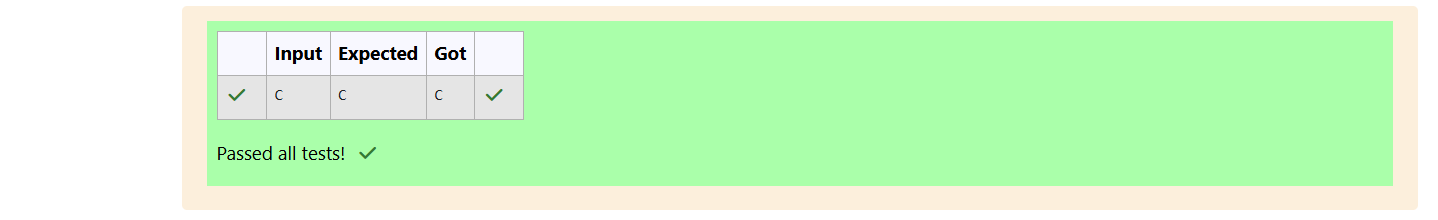 Input Expected Got
C C C
Passed all tests!